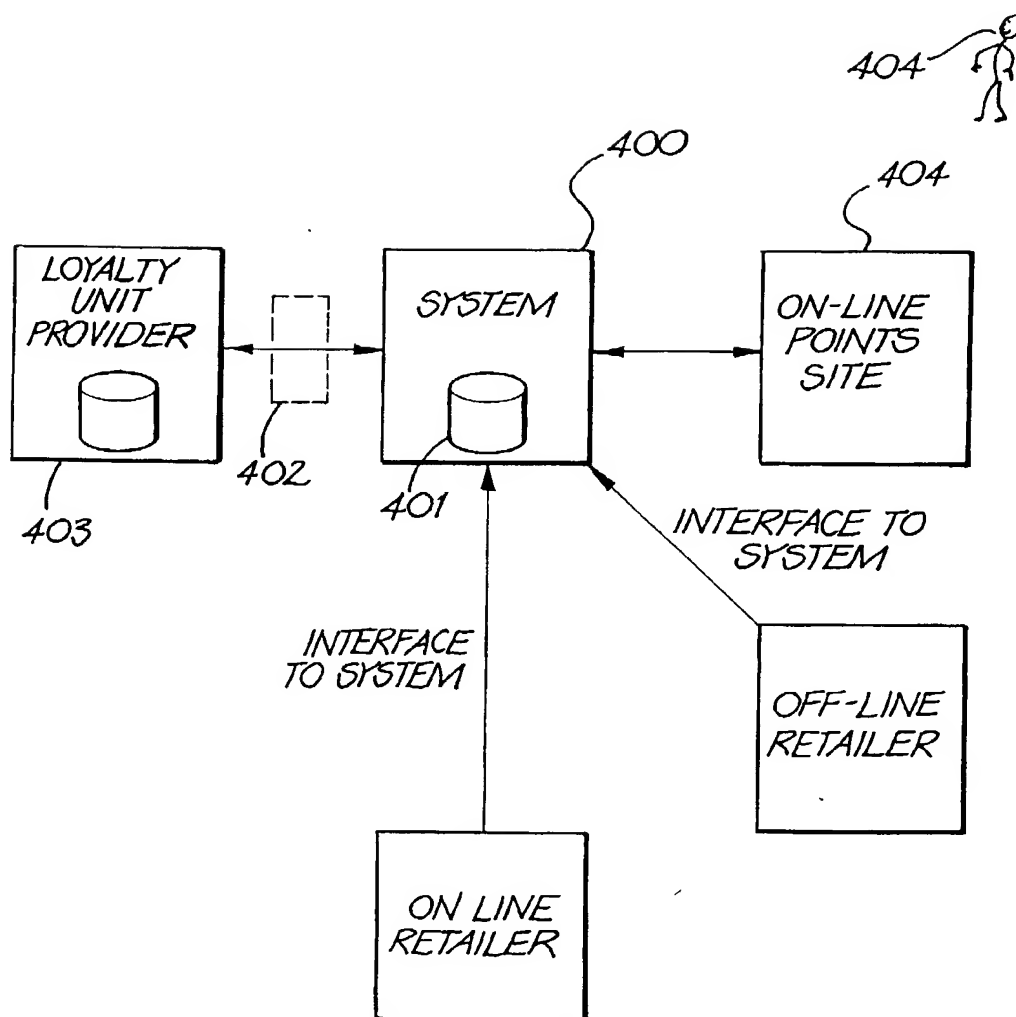 404
400
404
LOYALTY
UNIT
PROVIDER
SYSTEM
ON-LINE
POINTS
SITE
402
401
403
INTERFACE TO
SYSTEM
INTERFACE
TO SYSTEM
OFF-LINE
RETAILER
ON LINE
RETAILER